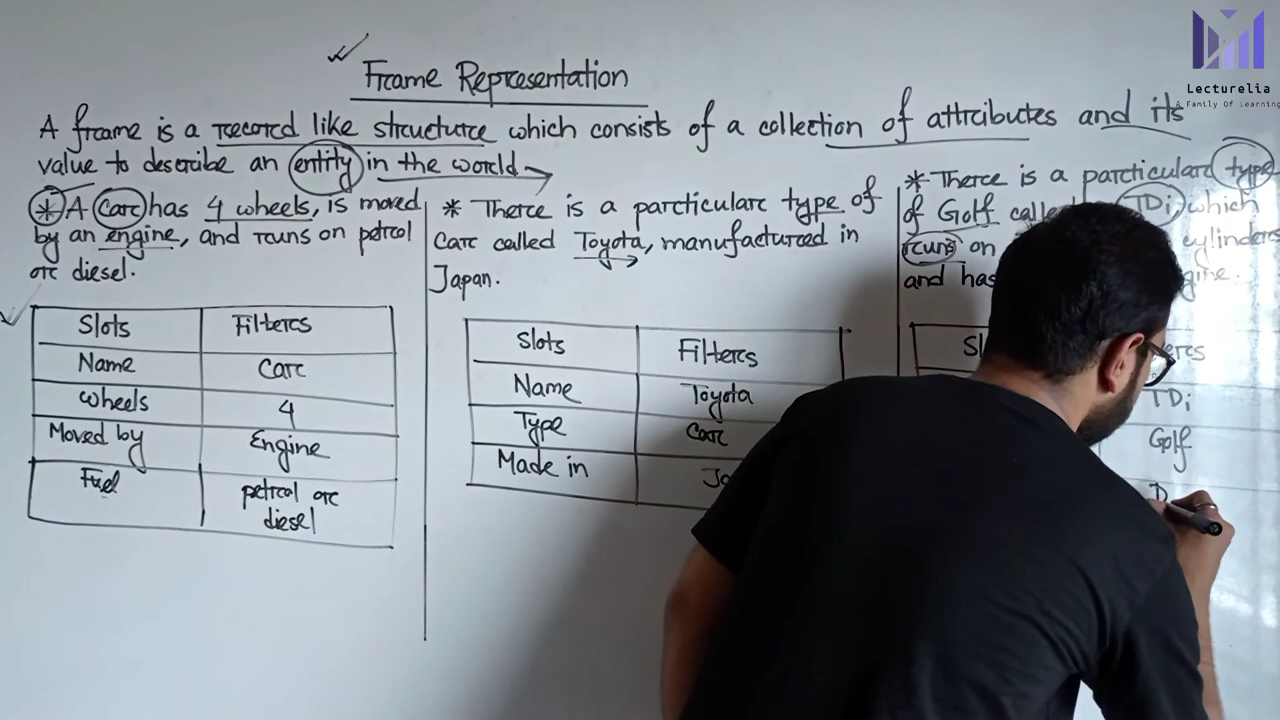 Frame Representation
A frame is a record like structure which consists of a collection of attributes and its
value to describe an entity in the world
* A Car has 4 wheels, is moved
by an engine, and runs on petrol
or diesel.
Slots Filters
Name Car
wheels 4
Moved by Engine
Fuel petrol or
diesel
* There is a particular type of
Car called Toyota, manufactured in
Japan.
Slots Filters
Name Toyota
Type Car
Made in
* There is a particular type
of Golf TDi, which
runs on cylinders
and has
TDi
Golf
D
Lecturelia
A Family Of Learning